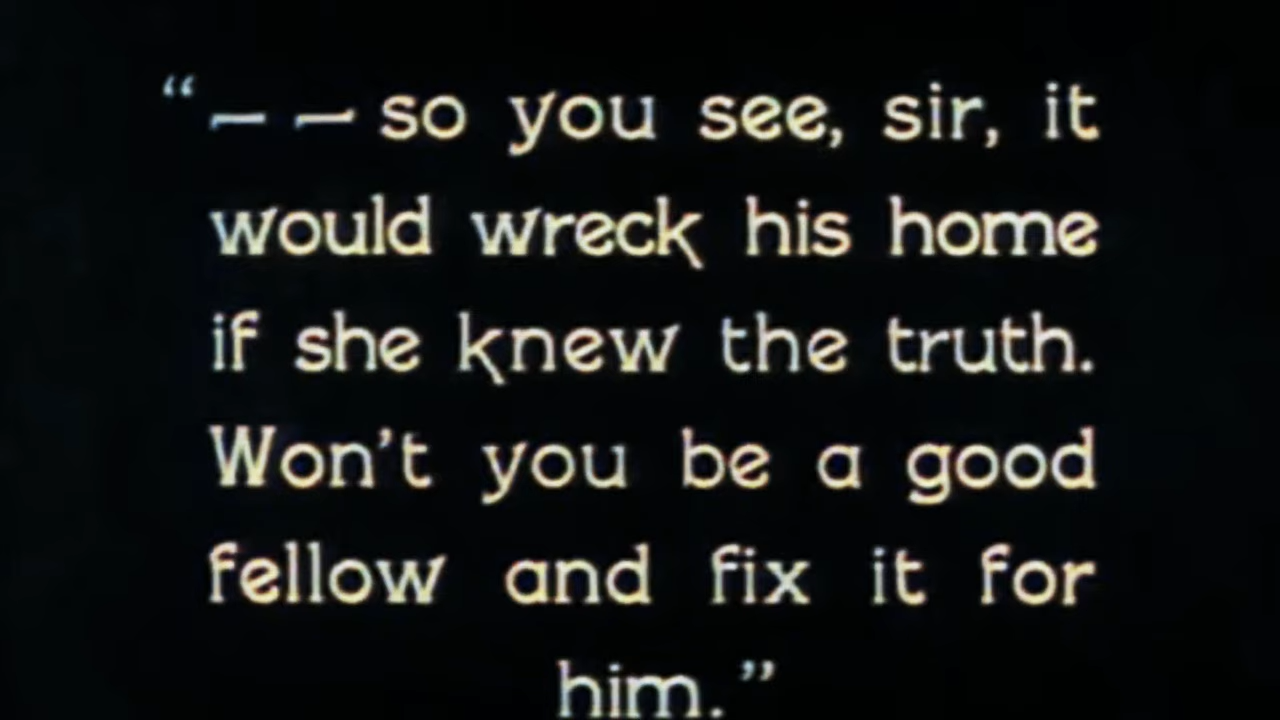 “— — so you see, sir, it
would wreck his home
if she knew the truth.
Won’t you be a good
fellow and fix it for
him.”